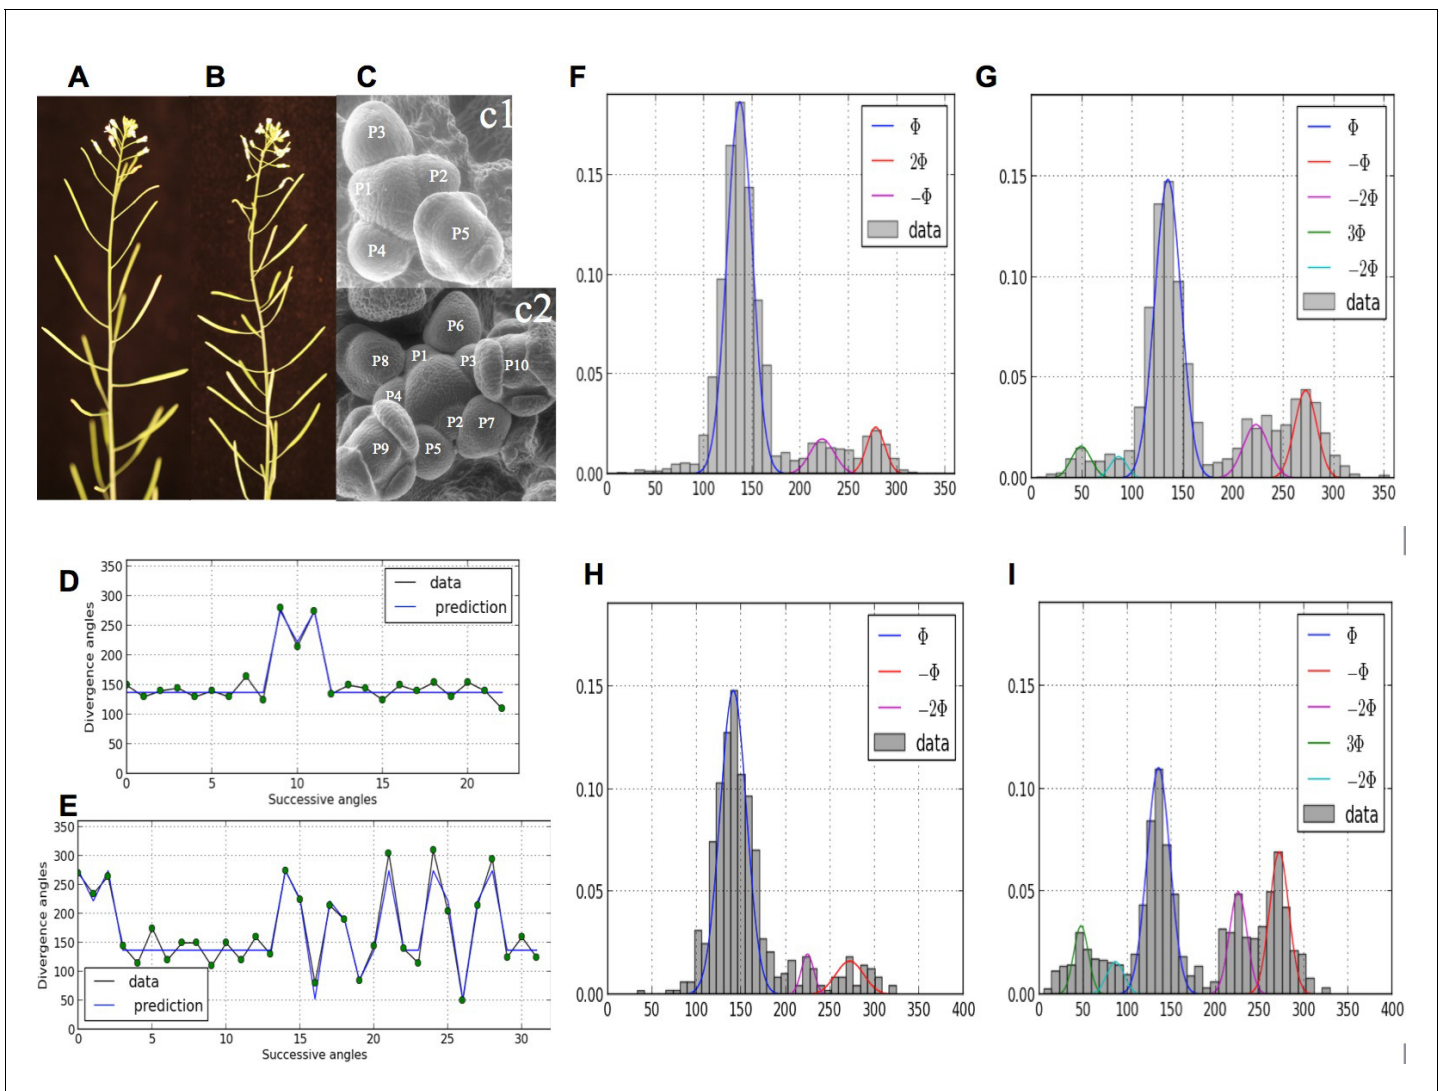 A
B
C
c1
P3
P1
P2
P4
P5
c2
P6
P8
P1
P3
P10
P4
P2
P7
P9
P5
F
Φ
2Φ
−Φ
data
0.15
0.10
0.05
0.00
0 50 100 150 200 250 300 350
G
Φ
−Φ
−2Φ
3Φ
−2Φ
data
0.15
0.10
0.05
0.00
0 50 100 150 200 250 300 350
D
Divergence angles
350
300
250
200
150
100
50
0
data
prediction
0 5 10 15 20
Successive angles
E
Divergence angles
350
300
250
200
150
100
50
0
data
prediction
0 5 10 15 20 25 30
Successive angles
H
Φ
−Φ
−2Φ
data
0.15
0.10
0.05
0.00
0 50 100 150 200 250 300 350 400
I
Φ
−Φ
−2Φ
3Φ
−2Φ
data
0.15
0.10
0.05
0.00
0 50 100 150 200 250 300 350 400